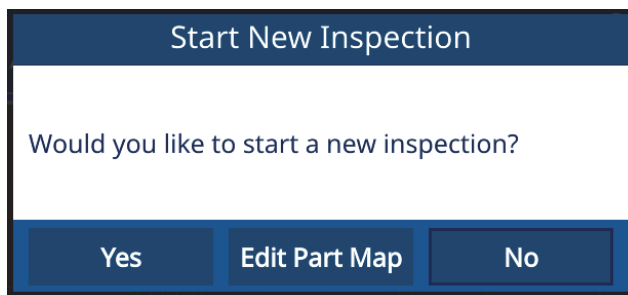 Start New Inspection
Would you like to start a new inspection?
Yes Edit Part Map No